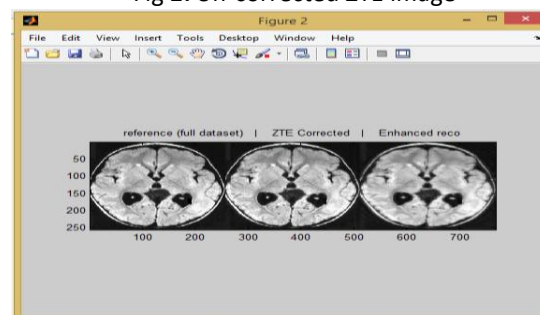 Figure 2
File Edit View Insert Tools Desktop Window Help
reference (full dataset) | ZTE Corrected | Enhanced reco
50
100
150
200
250
100 200 300 400 500 600 700